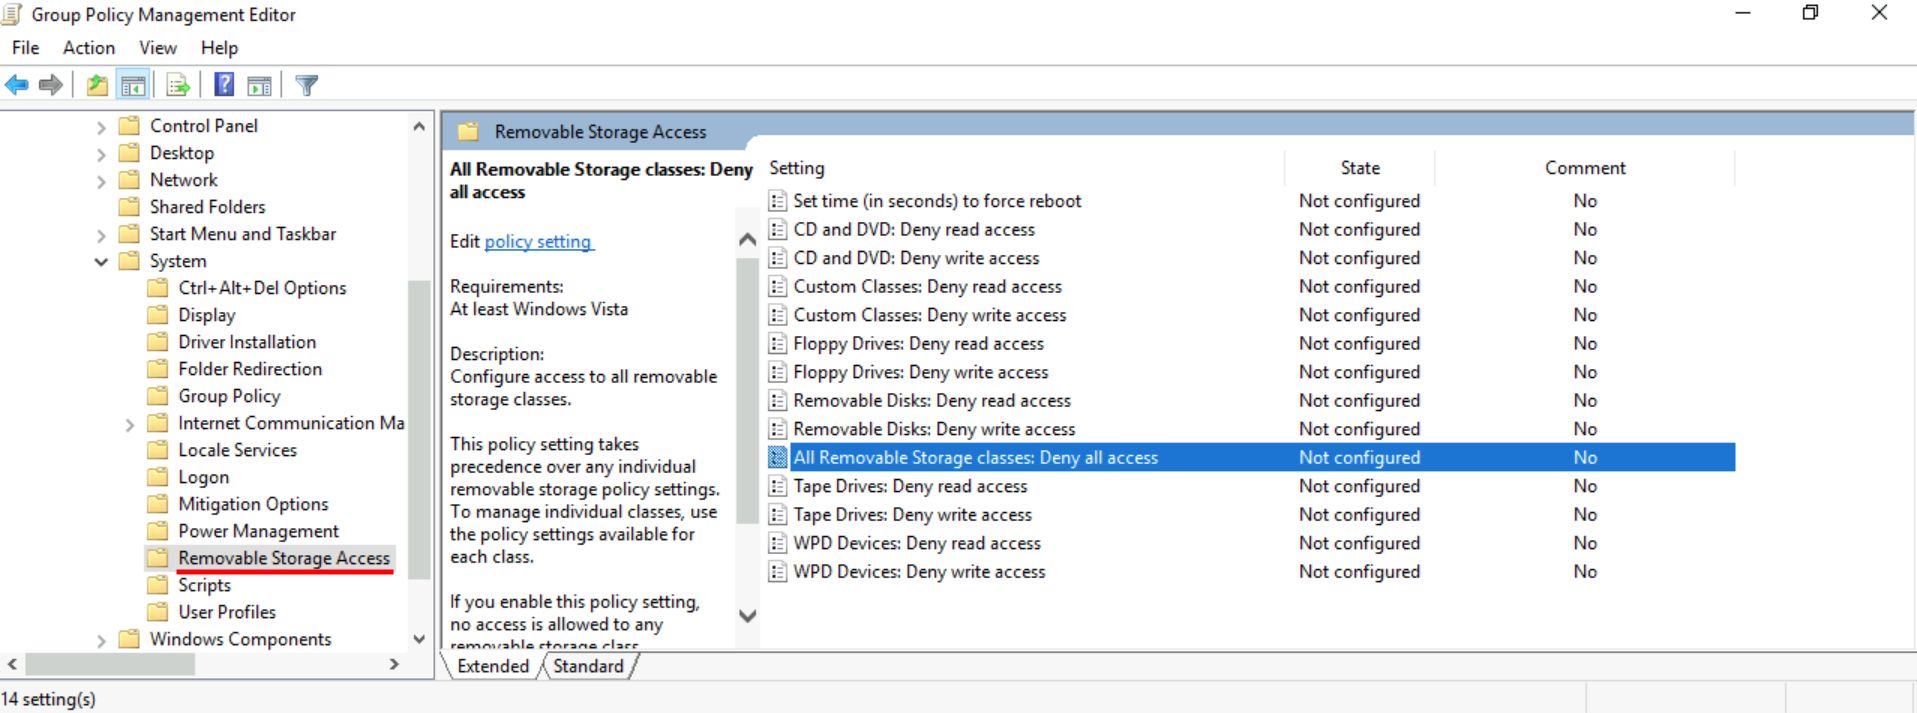 Group Policy Management Editor
File Action View Help
Control Panel
Desktop
Network
Shared Folders
Start Menu and Taskbar
System
Ctrl+Alt+Del Options
Display
Driver Installation
Folder Redirection
Group Policy
Internet Communication Ma
Locale Services
Logon
Mitigation Options
Power Management
Removable Storage Access
Scripts
User Profiles
Windows Components
Removable Storage Access
All Removable Storage classes: Deny
all access
Edit policy setting
Requirements:
At least Windows Vista
Description:
Configure access to all removable
storage classes.
This policy setting takes
precedence over any individual
removable storage policy settings.
To manage individual classes, use
the policy settings available for
each class.
If you enable this policy setting,
no access is allowed to any
removable storage class.
Setting State Comment
Set time (in seconds) to force reboot Not configured No
CD and DVD: Deny read access Not configured No
CD and DVD: Deny write access Not configured No
Custom Classes: Deny read access Not configured No
Custom Classes: Deny write access Not configured No
Floppy Drives: Deny read access Not configured No
Floppy Drives: Deny write access Not configured No
Removable Disks: Deny read access Not configured No
Removable Disks: Deny write access Not configured No
All Removable Storage classes: Deny all access Not configured No
Tape Drives: Deny read access Not configured No
Tape Drives: Deny write access Not configured No
WPD Devices: Deny read access Not configured No
WPD Devices: Deny write access Not configured No
Extended Standard
14 setting(s)